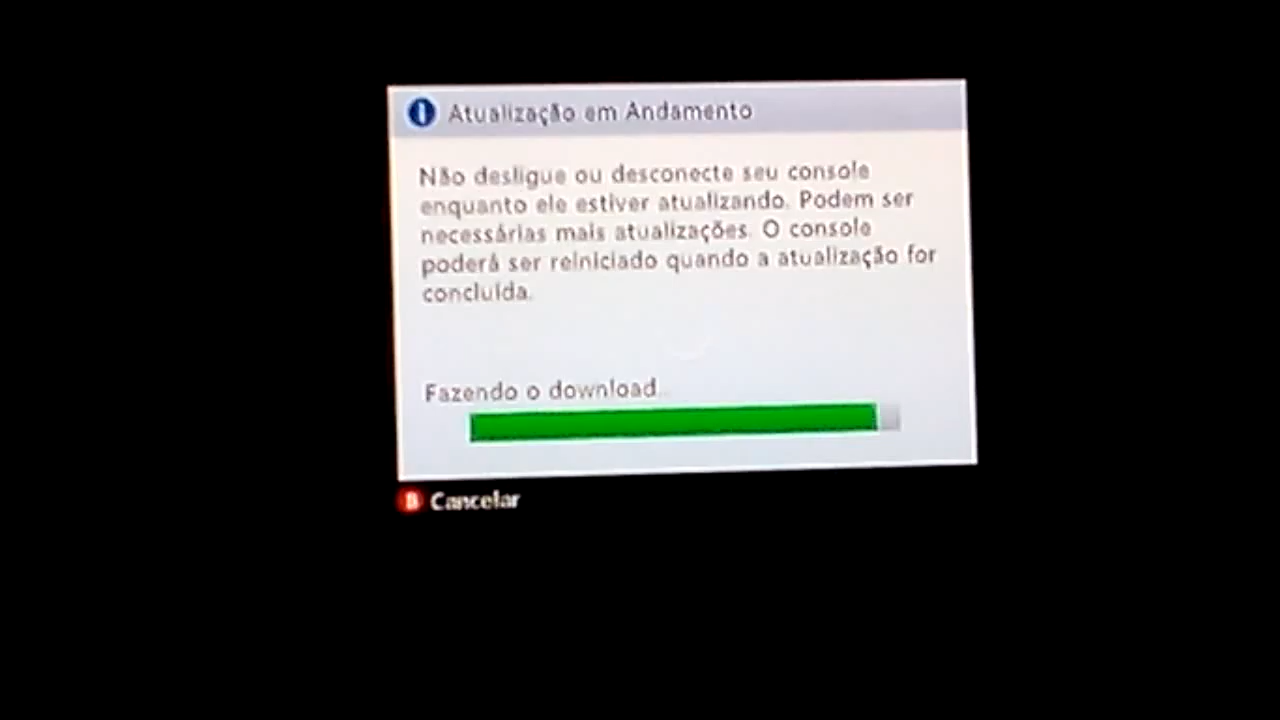 Atualização em Andamento
Não desligue ou desconecte seu console
enquanto ele estiver atualizando. Podem ser
necessárias mais atualizações. O console
poderá ser reiniciado quando a atualização for
concluída.
Fazendo o download...
B Cancelar